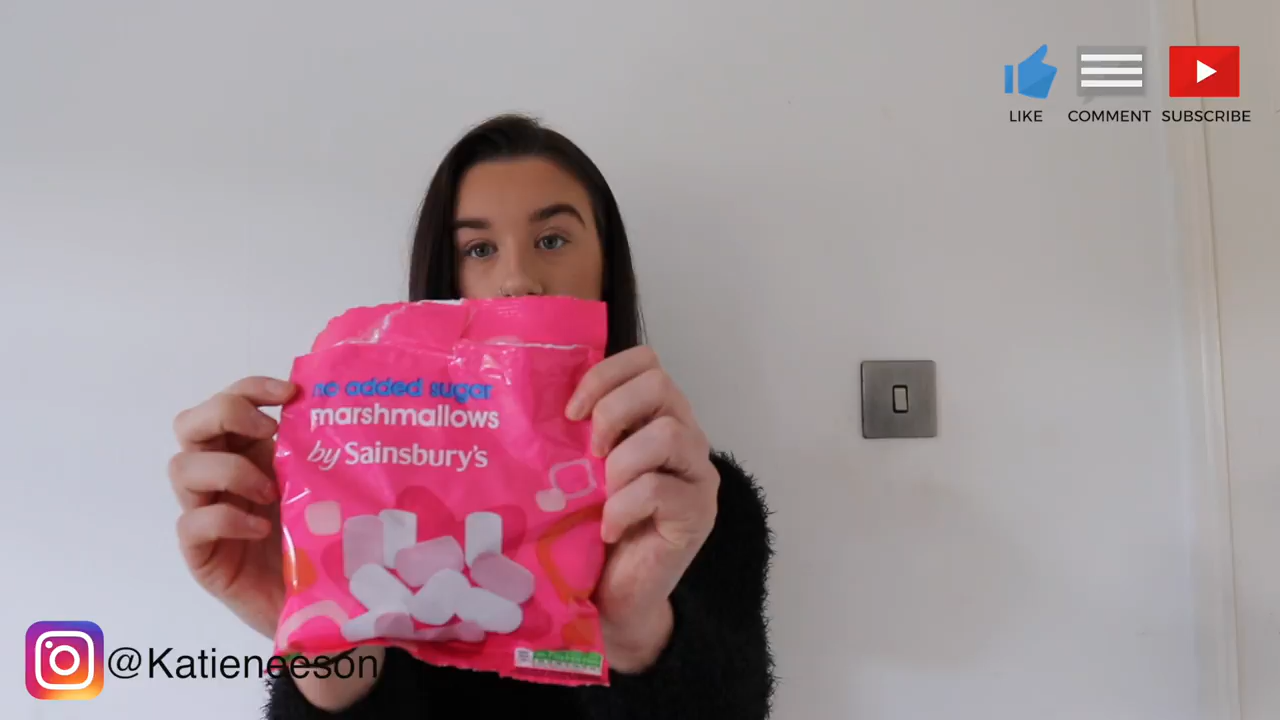 LIKE COMMENT SUBSCRIBE
no added sugar
marshmallows
by Sainsbury's
@Katieneeson